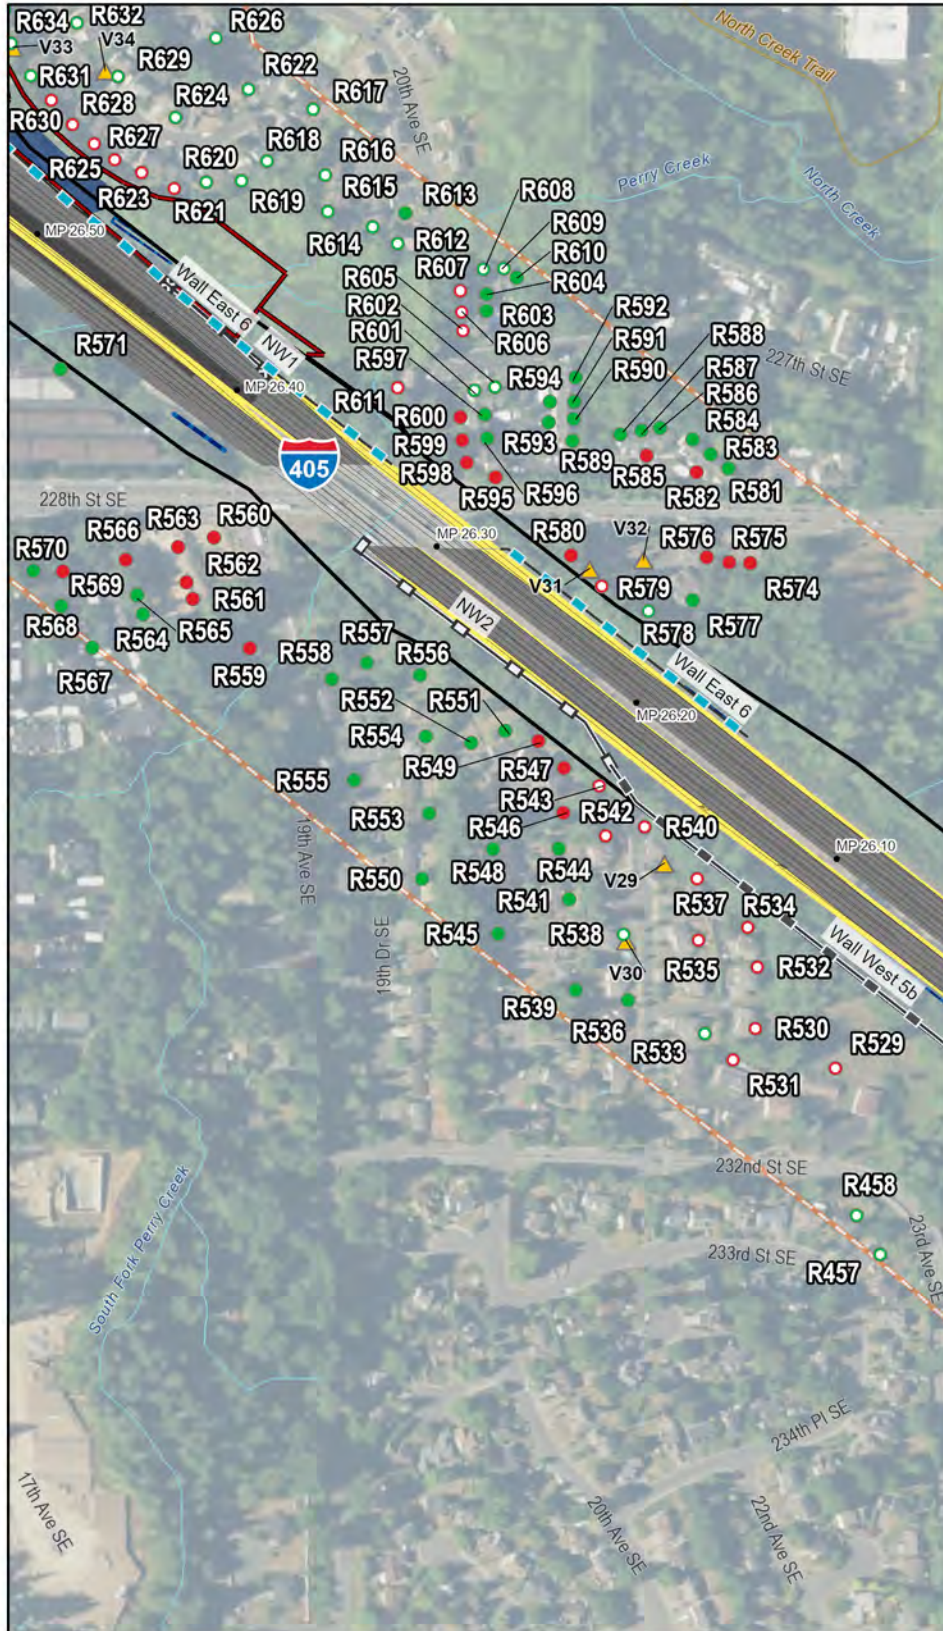 R634
R632
R626
V33
V34
R629
R622
R631
R624
R617
20th Ave SE
North Creek Trail
R628
R630
R627
R618
R616
R620
R625
R623
R621
R619
R615
R613
Perry Creek
North Creek
MP 26.50
R614
R612
R608
R609
R605
R607
R610
R602
R604
Wall East 6
R601
R603
R592
R597
R606
R591
R588
NW1
R571
R594
R590
R587
227th St SE
MP 26.40
R586
R611
R600
R584
R599
R593
R583
R598
R589
R585
405
R595
R596
R582
R581
228th St SE
R563
R560
MP 26.30
R580
V32
R576
R575
R566
R570
R562
V31
R579
R574
R569
R561
NW2
R568
R565
R578
R577
R564
R557
R567
R559
R558
R556
Wall East 6
R552
R551
MP 26.20
R554
R549
R547
R555
R543
R553
R546
R542
R540
MP 26.10
19th Ave SE
R550
R548
R544
V29
R541
R537
R534
19th Dr SE
R545
R538
R535
Wall West 5b
V30
R532
R539
R536
R533
R530
R529
R531
232nd St SE
South Fork Perry Creek
R458
23rd Ave SE
233rd St SE
R457
234th Pl SE
17th Ave SE
20th Ave SE
22nd Ave SE